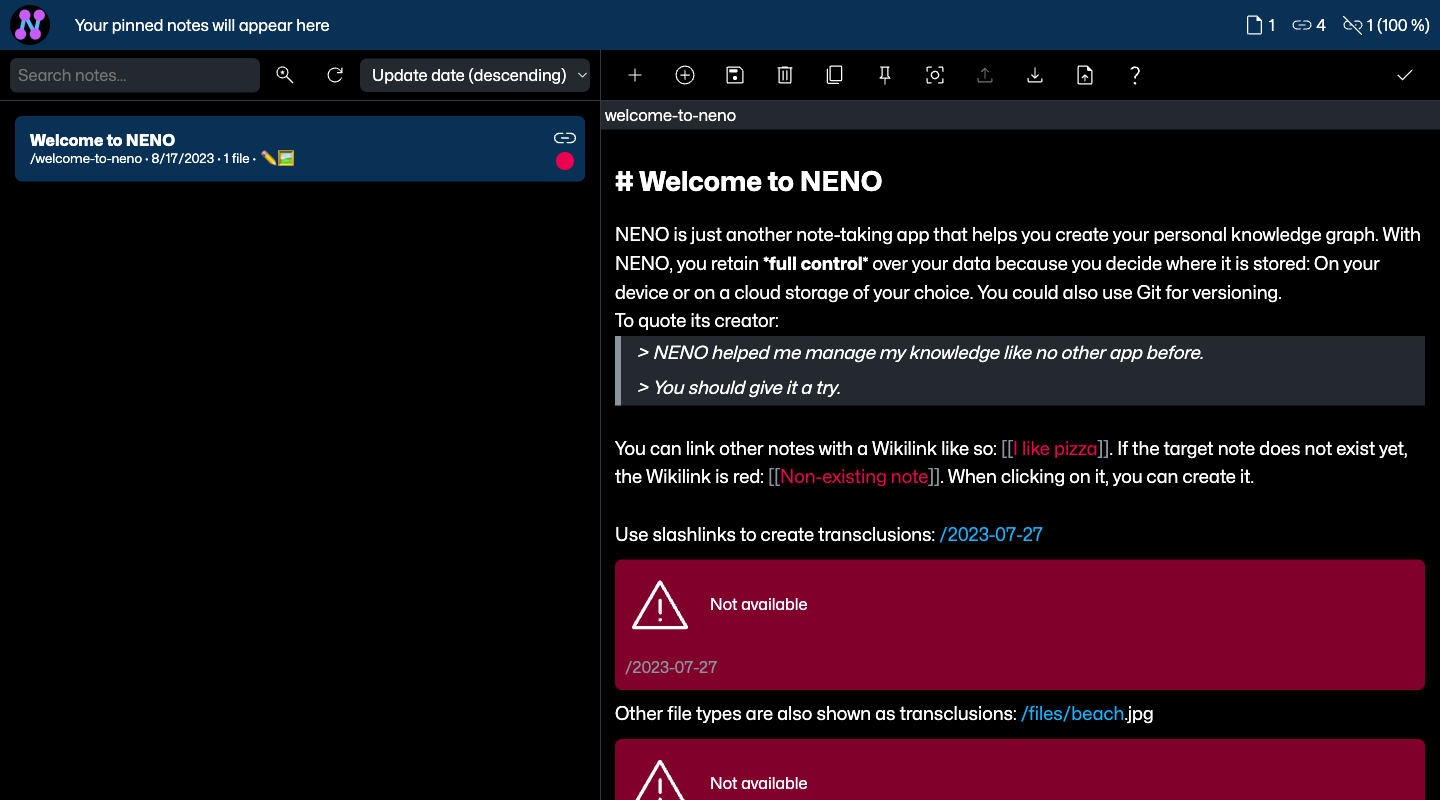 Your pinned notes will appear here
1
4
1 (100 %)
Search notes...
Update date (descending)
Welcome to NENO
/welcome-to-neno · 8/17/2023 · 1 file · ✏️🖼️
welcome-to-neno
# Welcome to NENO
NENO is just another note-taking app that helps you create your personal knowledge graph. With
NENO, you retain *full control* over your data because you decide where it is stored: On your
device or on a cloud storage of your choice. You could also use Git for versioning.
To quote its creator:
> NENO helped me manage my knowledge like no other app before.
> You should give it a try.
You can link other notes with a Wikilink like so: [[I like pizza]]. If the target note does not exist yet,
the Wikilink is red: [[Non-existing note]]. When clicking on it, you can create it.
Use slashlinks to create transclusions: /2023-07-27
Not available
/2023-07-27
Other file types are also shown as transclusions: /files/beach.jpg
Not available